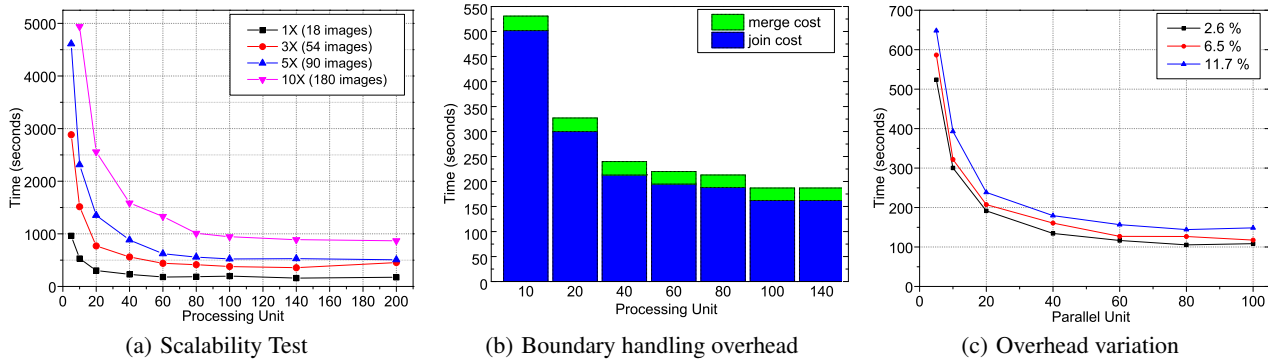 5000
4000
3000
2000
1000
0
Time (seconds)
1X (18 images)
3X (54 images)
5X (90 images)
10X (180 images)
0 20 40 60 80 100 120 140 160 180 200
Processing Unit
(a) Scalability Test
550
500
450
400
350
300
250
200
150
100
50
0
Time (seconds)
merge cost
join cost
10 20 40 60 80 100 140
Processing Unit
(b) Boundary handling overhead
700
600
500
400
300
200
100
0
Time (seconds)
2.6 %
6.5 %
11.7 %
0 20 40 60 80 100
Parallel Unit
(c) Overhead variation